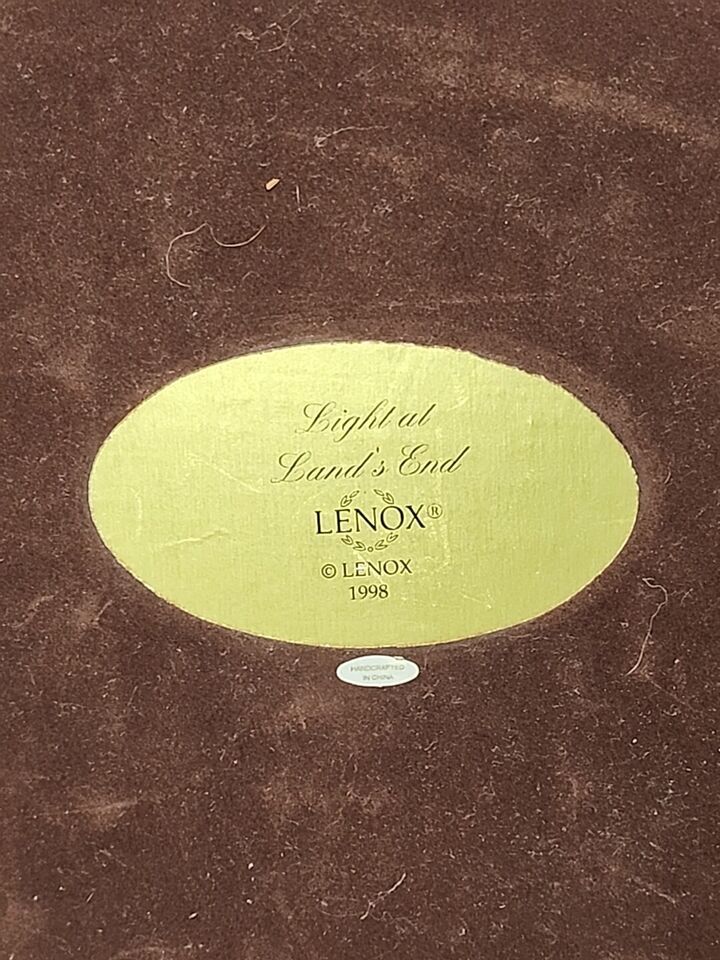 Light at
Land's End
LENOX®
© LENOX
1998
HANDCRAFTED
IN CHINA